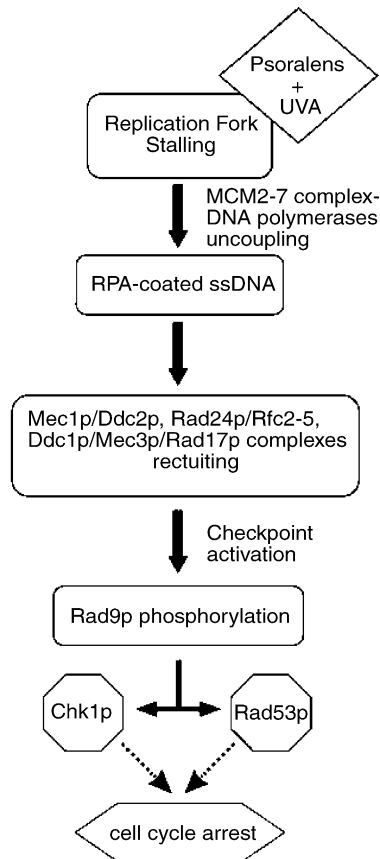 Psoralens
+
UVA
Replication Fork
Stalling
MCM2-7 complex-
DNA polymerases
uncoupling
RPA-coated ssDNA
Mec1p/Ddc2p, Rad24p/Rfc2-5,
Ddc1p/Mec3p/Rad17p complexes
rectuiting
Checkpoint
activation
Rad9p phosphorylation
Chk1p
Rad53p
cell cycle arrest